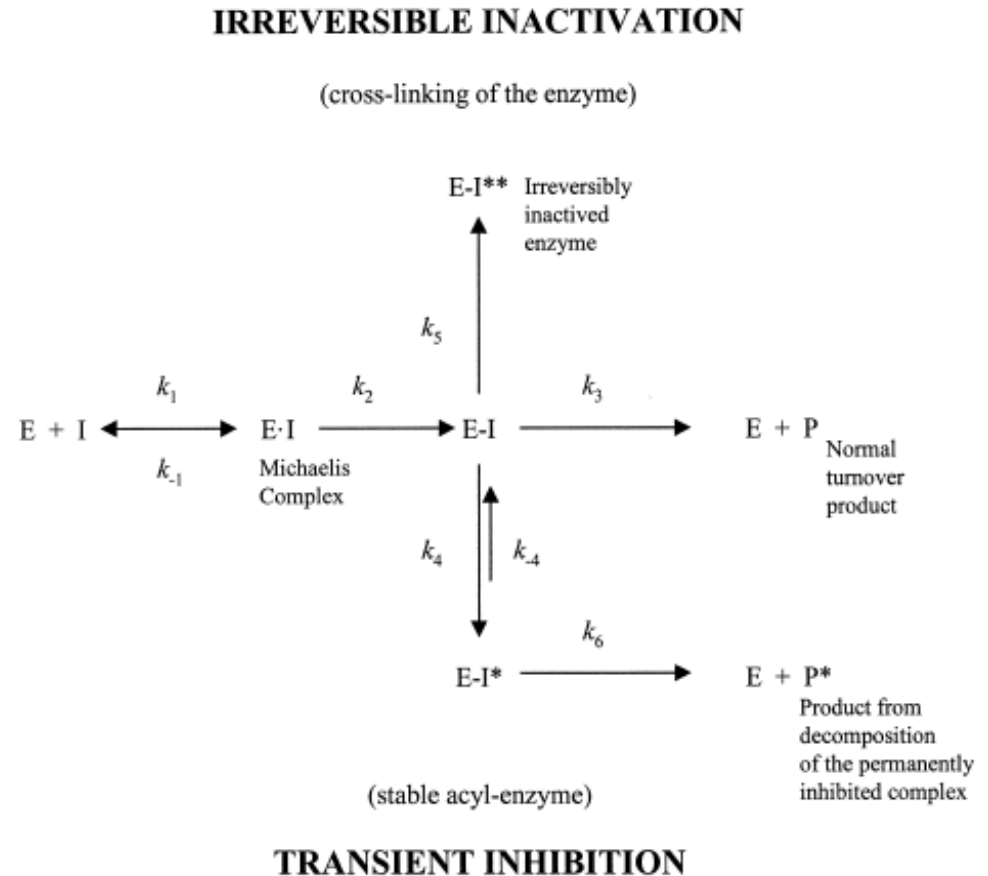 IRREVERSIBLE INACTIVATION
(cross-linking of the enzyme)
E-I** Irreversibly
inactived
enzyme
k5
k1
k2
k3
E + I
E·I
E-I
E + P
k-1
Michaelis
Complex
Normal
turnover
product
k4
k-4
k6
E-I*
E + P*
Product from
decomposition
of the permanently
inhibited complex
(stable acyl-enzyme)
TRANSIENT INHIBITION